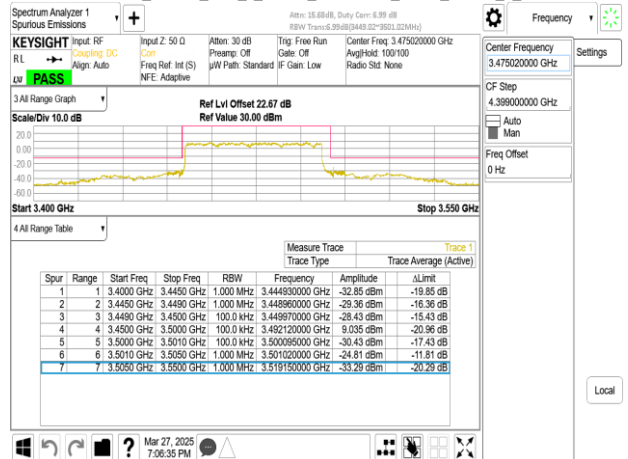 Spectrum Analyzer 1
Spurious Emissions
Attn: 15.68dB, Duty Corr: 6.99 dB
RBW Trans:6.99dB(3449.02~3501.02MHz)
Frequency
KEYSIGHT
Input: RF
Coupling: DC
Align: Auto
Input Z: 50 Ω
Corr
Freq Ref: Int (S)
NFE: Adaptive
Atten: 30 dB
Preamp: Off
µW Path: Standard
Trig: Free Run
Gate: Off
IF Gain: Low
Center Freq: 3.475020000 GHz
Avg|Hold: 100/100
Radio Std: None
RL
LXI
PASS
Center Frequency
3.475020000 GHz
Settings
CF Step
4.399000000 GHz
Auto
Man
Freq Offset
0 Hz
3 All Range Graph
Scale/Div 10.0 dB
Ref Lvl Offset 22.67 dB
Ref Value 30.00 dBm
20.0
0.00
-20.0
-40.0
-60.0
Start 3.400 GHz
Stop 3.550 GHz
4 All Range Table
Measure Trace Trace 1
Trace Type Trace Average (Active)
Spur Range Start Freq Stop Freq RBW Frequency Amplitude ΔLimit
1 1 3.4000 GHz 3.4450 GHz 1.000 MHz 3.444930000 GHz -32.85 dBm -19.85 dB
2 2 3.4450 GHz 3.4490 GHz 1.000 MHz 3.448960000 GHz -29.36 dBm -16.36 dB
3 3 3.4490 GHz 3.4500 GHz 100.0 kHz 3.449970000 GHz -28.43 dBm -15.43 dB
4 4 3.4500 GHz 3.5000 GHz 100.0 kHz 3.492120000 GHz 9.035 dBm -20.96 dB
5 5 3.5000 GHz 3.5010 GHz 100.0 kHz 3.500095000 GHz -30.43 dBm -17.43 dB
6 6 3.5010 GHz 3.5050 GHz 1.000 MHz 3.501020000 GHz -24.81 dBm -11.81 dB
7 7 3.5050 GHz 3.5500 GHz 1.000 MHz 3.519150000 GHz -33.29 dBm -20.29 dB
Local
Mar 27, 2025
7:06:35 PM